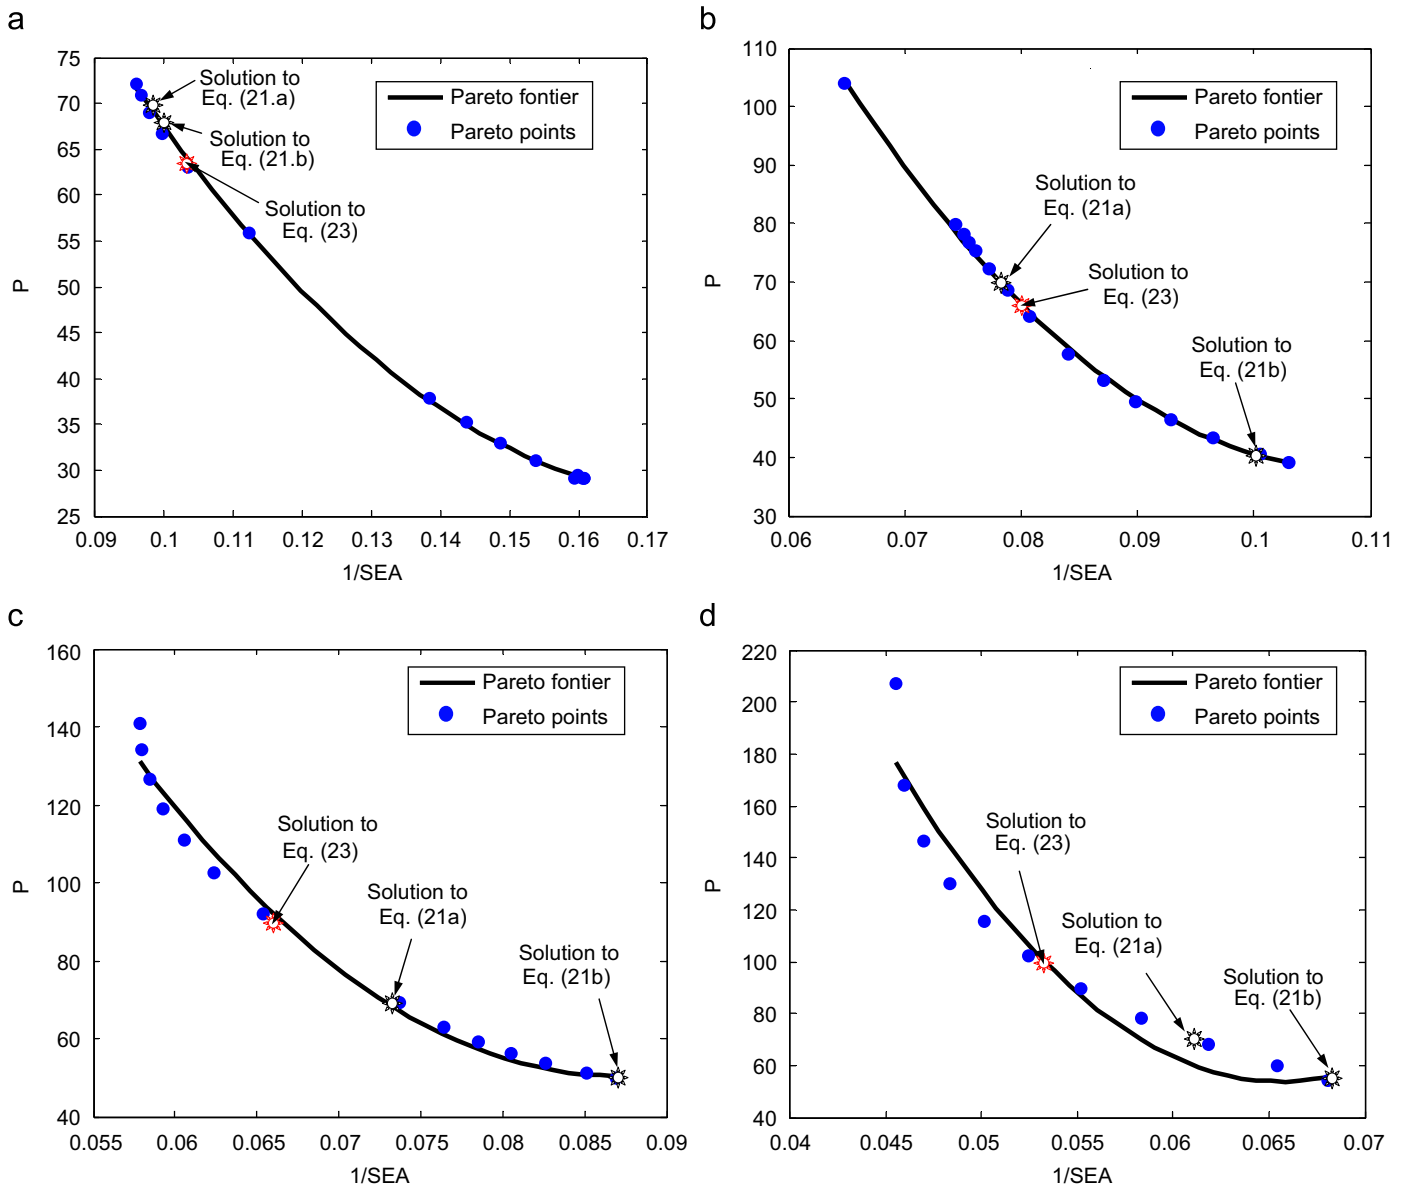 a
75
70
65
60
55
50
45
40
35
30
25
P
0.09
0.1
0.11
0.12
0.13
0.14
0.15
0.16
0.17
1/SEA
Solution to
Eq. (21.a)
Solution to
Eq. (21.b)
Solution to
Eq. (23)
Pareto fontier
Pareto points
b
110
100
90
80
70
60
50
40
30
P
0.06
0.07
0.08
0.09
0.1
0.11
1/SEA
Pareto fontier
Pareto points
Solution to
Eq. (21a)
Solution to
Eq. (23)
Solution to
Eq. (21b)
c
160
140
120
100
80
60
40
P
0.055
0.06
0.065
0.07
0.075
0.08
0.085
0.09
1/SEA
Pareto fontier
Pareto points
Solution to
Eq. (23)
Solution to
Eq. (21a)
Solution to
Eq. (21b)
d
220
200
180
160
140
120
100
80
60
40
P
0.04
0.045
0.05
0.055
0.06
0.065
0.07
1/SEA
Pareto fontier
Pareto points
Solution to
Eq. (23)
Solution to
Eq. (21a)
Solution to
Eq. (21b)